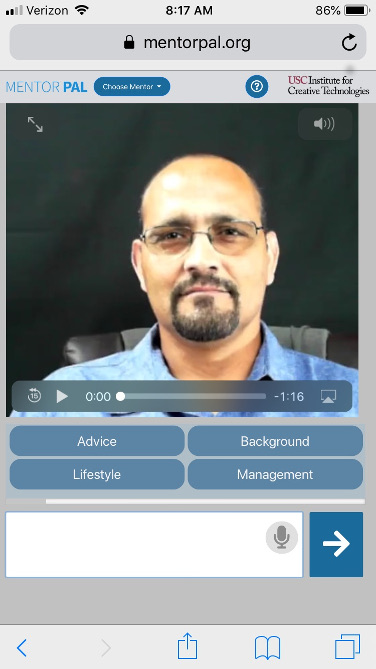 Verizon 8:17 AM 86%
mentorpal.org
MENTOR PAL Choose Mentor ? USC Institute for
Creative Technologies
15 0:00 -1:16
Advice Background
Lifestyle Management